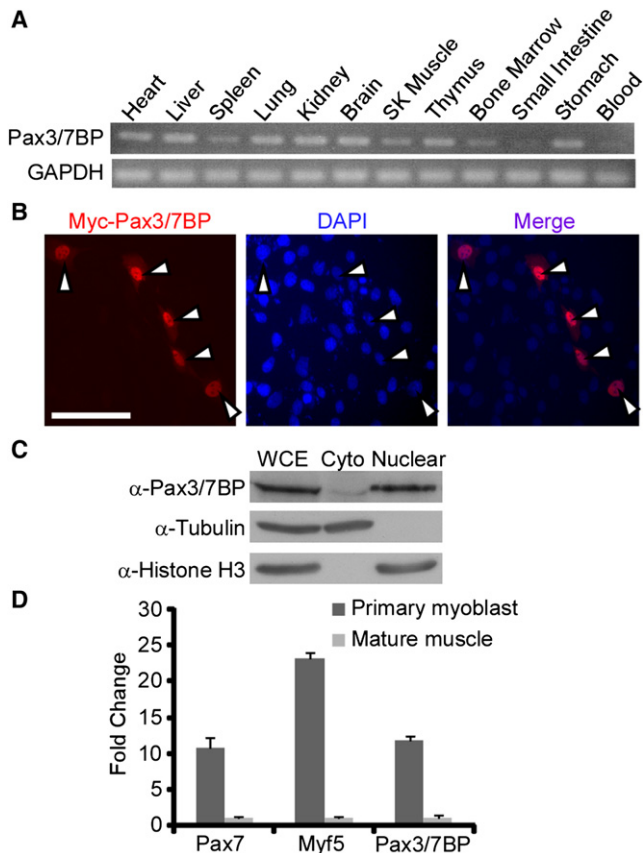 A
Heart
Liver
Spleen
Lung
Kidney
Brain
SK Muscle
Thymus
Bone Marrow
Small Intestine
Stomach
Blood
Pax3/7BP
GAPDH
B
Myc-Pax3/7BP
DAPI
Merge
C
WCE Cyto Nuclear
α-Pax3/7BP
α-Tubulin
α-Histone H3
D
Primary myoblast
Mature muscle
Fold Change
30
25
20
15
10
5
0
Pax7 Myf5 Pax3/7BP